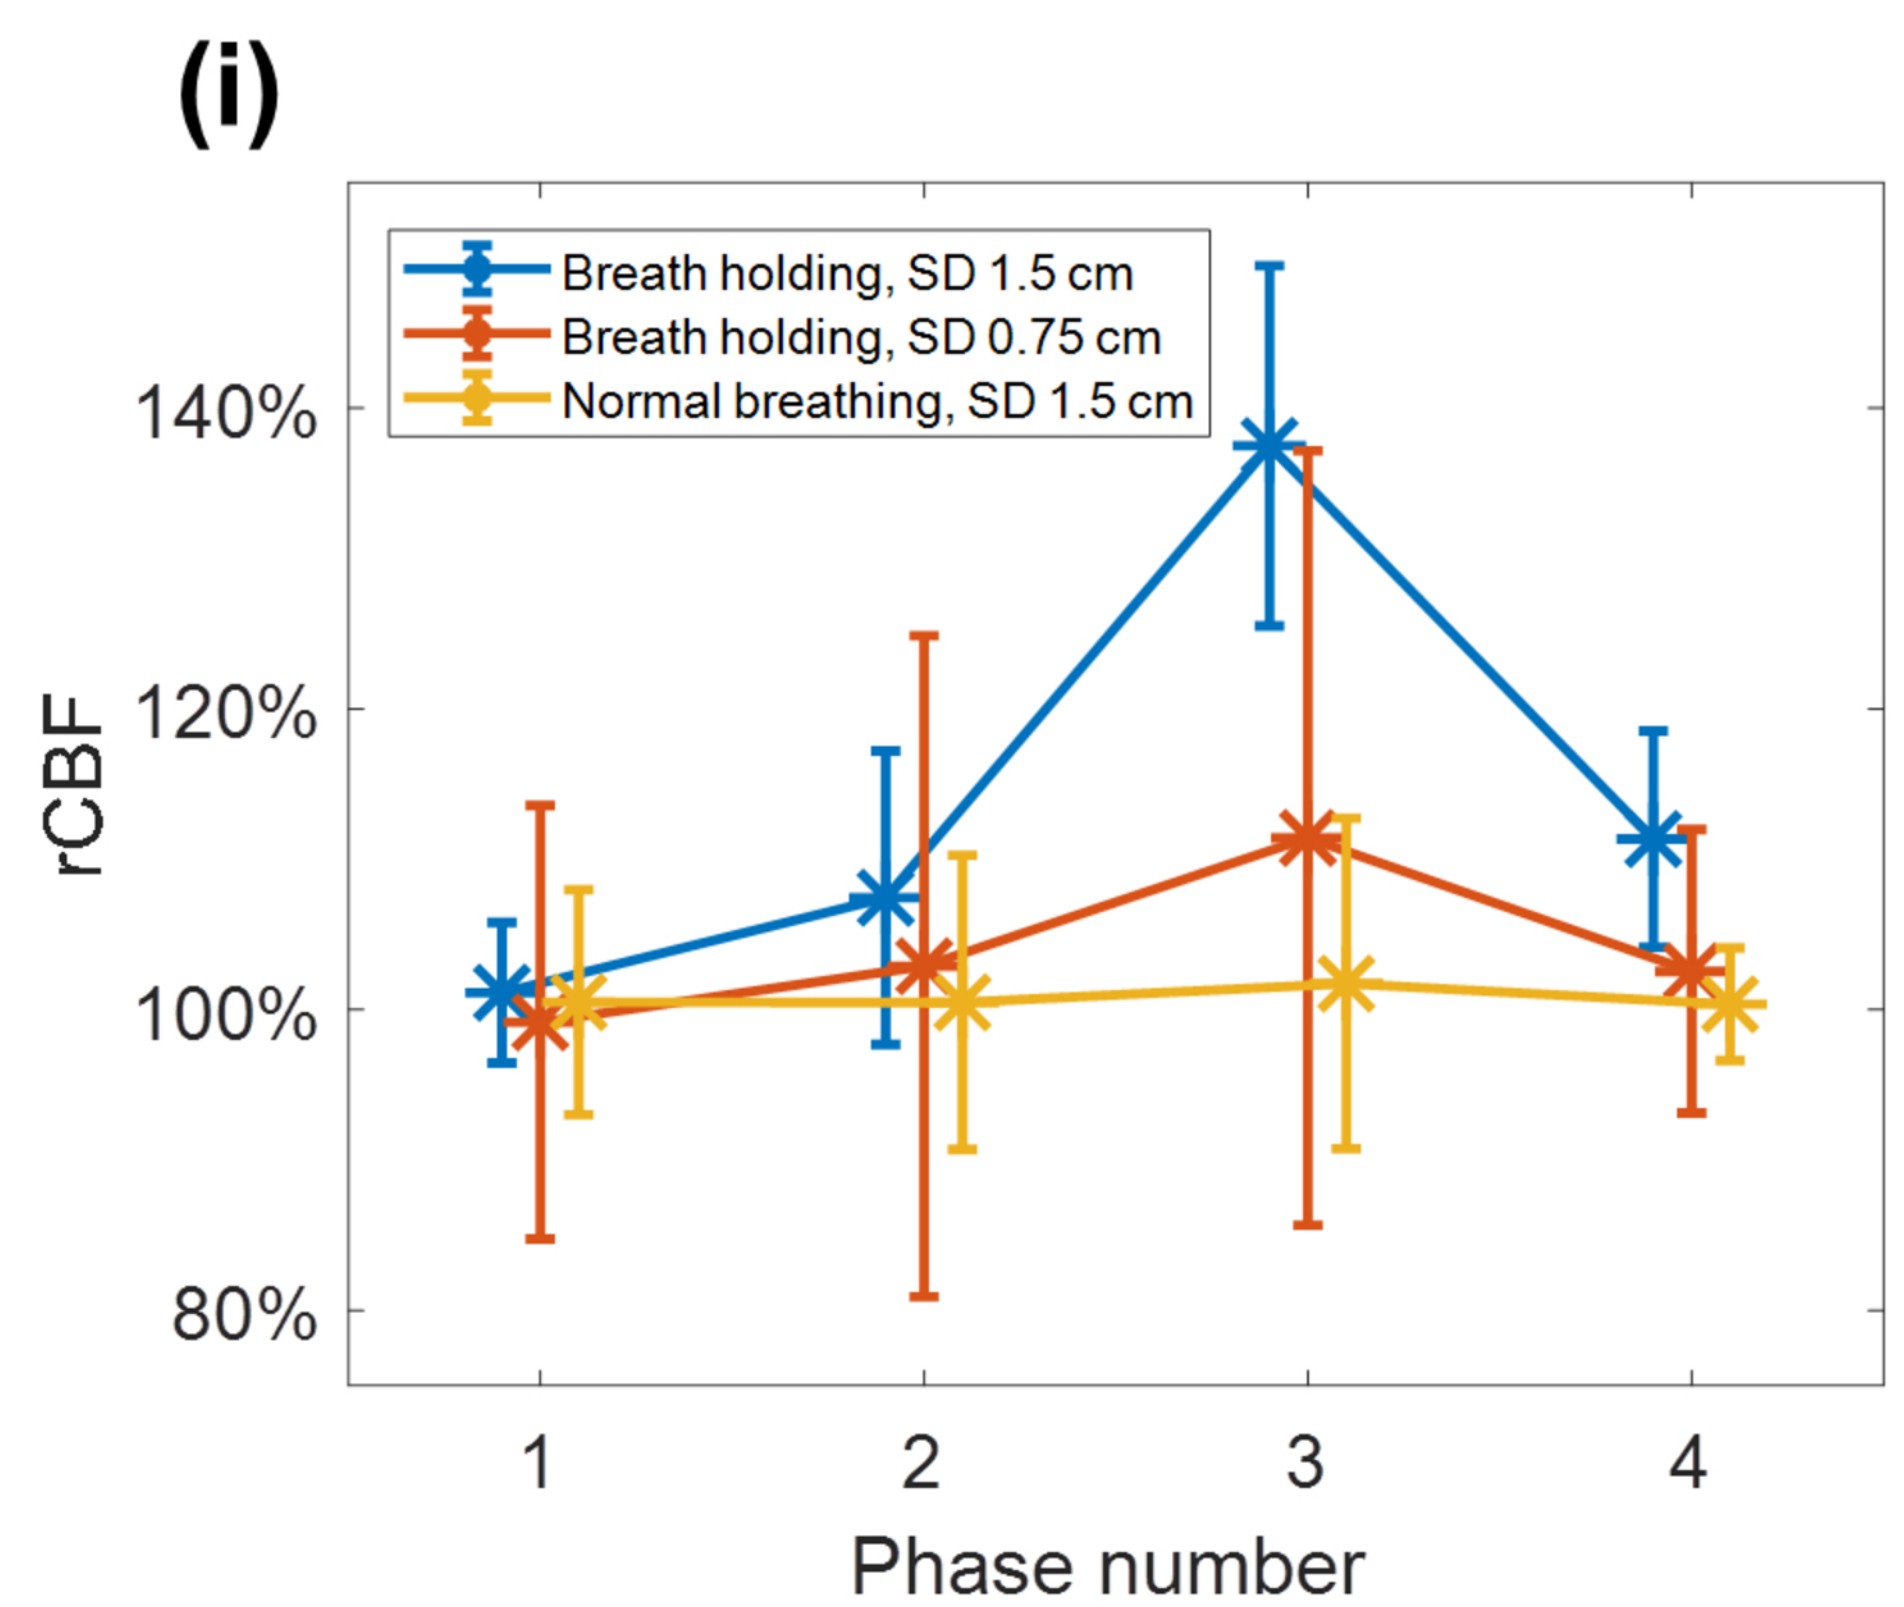 (i)
Breath holding, SD 1.5 cm
Breath holding, SD 0.75 cm
Normal breathing, SD 1.5 cm
140%
120%
100%
80%
rCBF
1 2 3 4
Phase number